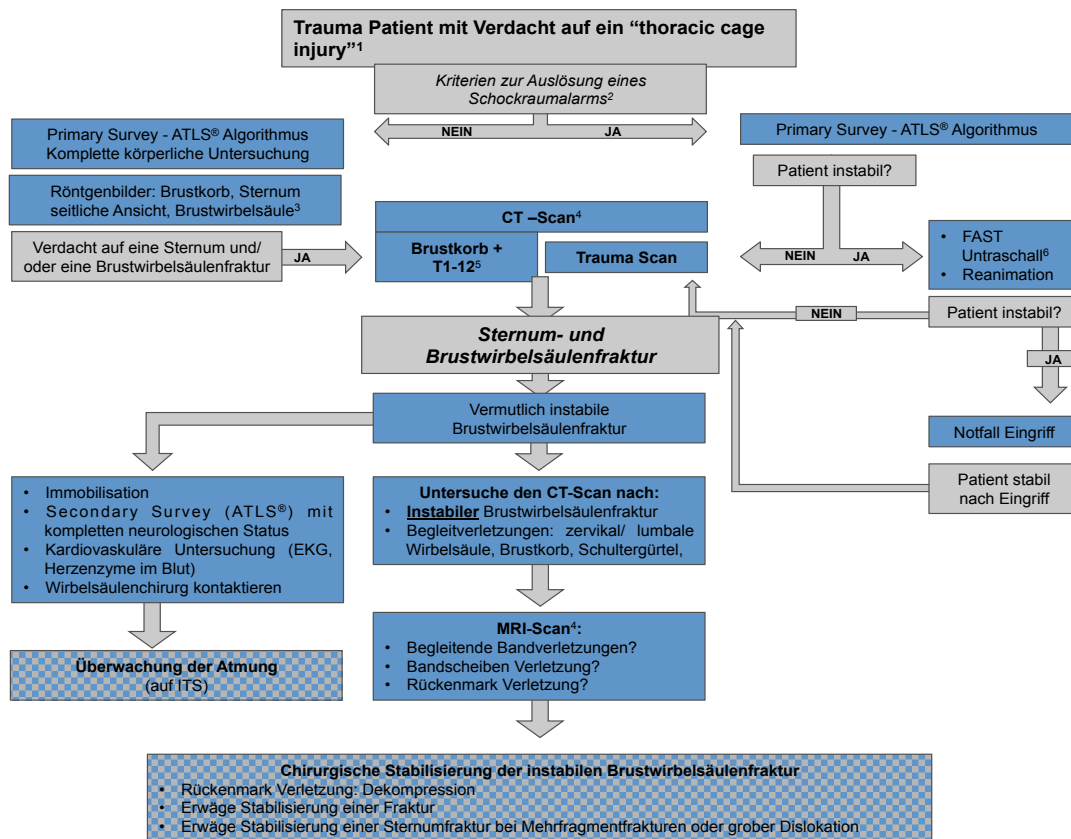 Trauma Patient mit Verdacht auf ein “thoracic cage
injury”¹
Kriterien zur Auslösung eines
Schockraumalarms²
NEIN
JA
Primary Survey - ATLS® Algorithmus
Komplette körperliche Untersuchung
Röntgenbilder: Brustkorb, Sternum
seitliche Ansicht, Brustwirbelsäule³
Verdacht auf eine Sternum und/
oder eine Brustwirbelsäulenfraktur
JA
Primary Survey - ATLS® Algorithmus
Patient instabil?
NEIN
JA
• FAST
Untraschall⁶
• Reanimation
Patient instabil?
NEIN
JA
Notfall Eingriff
Patient stabil
nach Eingriff
CT –Scan⁴
Brustkorb +
T1-12⁵
Trauma Scan
Sternum- und
Brustwirbelsäulenfraktur
Vermutlich instabile
Brustwirbelsäulenfraktur
• Immobilisation
• Secondary Survey (ATLS®) mit
kompletten neurologischen Status
• Kardiovaskuläre Untersuchung (EKG,
Herzenzyme im Blut)
• Wirbelsäulenchirurg kontaktieren
Überwachung der Atmung
(auf ITS)
Untersuche den CT-Scan nach:
• Instabiler Brustwirbelsäulenfraktur
• Begleitverletzungen: zervikal/ lumbale
Wirbelsäule, Brustkorb, Schultergürtel,
MRI-Scan⁴:
• Begleitende Bandverletzungen?
• Bandscheiben Verletzung?
• Rückenmark Verletzung?
Chirurgische Stabilisierung der instabilen Brustwirbelsäulenfraktur
• Rückenmark Verletzung: Dekompression
• Erwäge Stabilisierung einer Fraktur
• Erwäge Stabilisierung einer Sternumfraktur bei Mehrfragmentfrakturen oder grober Dislokation